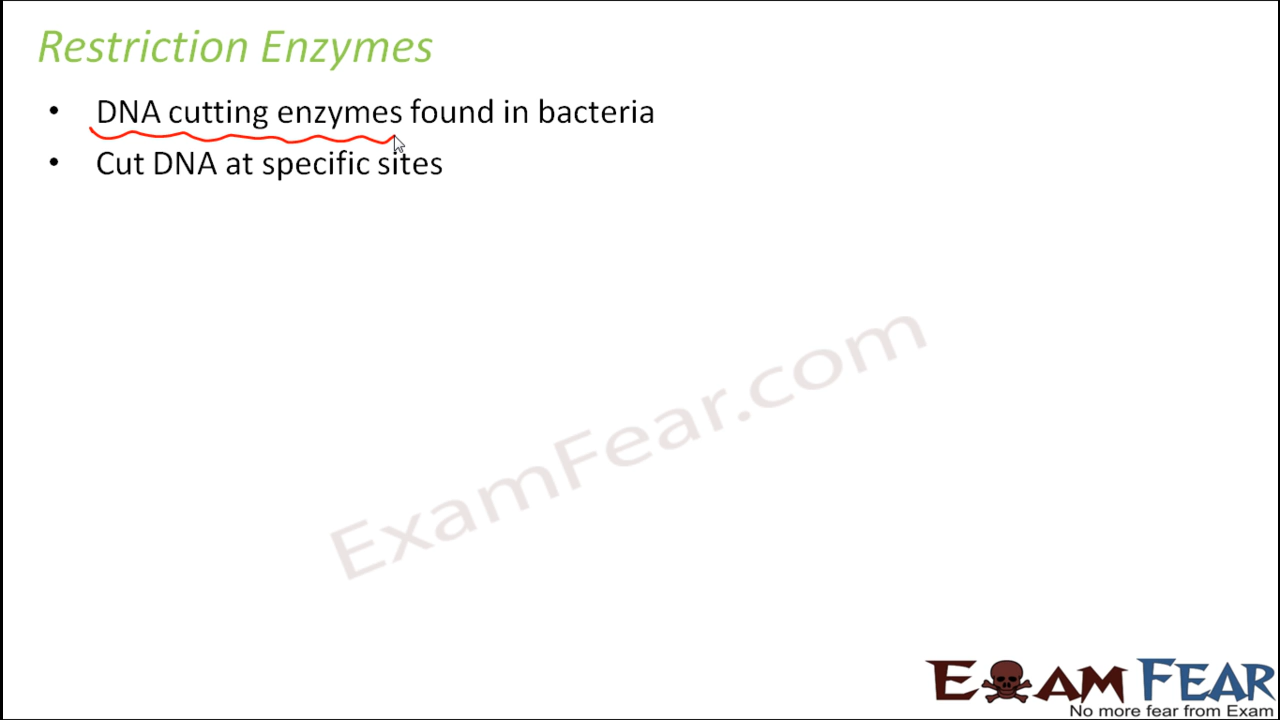 Restriction Enzymes
• DNA cutting enzymes found in bacteria
• Cut DNA at specific sites
ExamFear.com
EXAM FEAR
No more fear from Exam